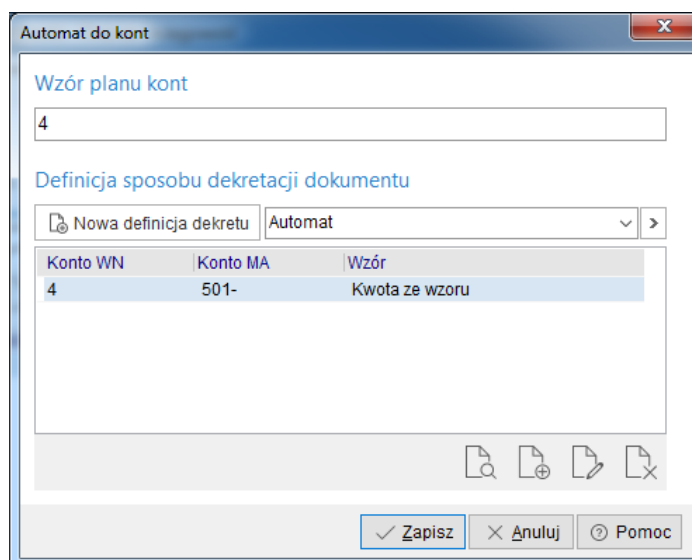 Automat do kont
Wzór planu kont
4
Definicja sposobu dekretacji dokumentu
Nowa definicja dekretu Automat
Konto WN Konto MA Wzór
4 501- Kwota ze wzoru
Zapisz Anuluj Pomoc